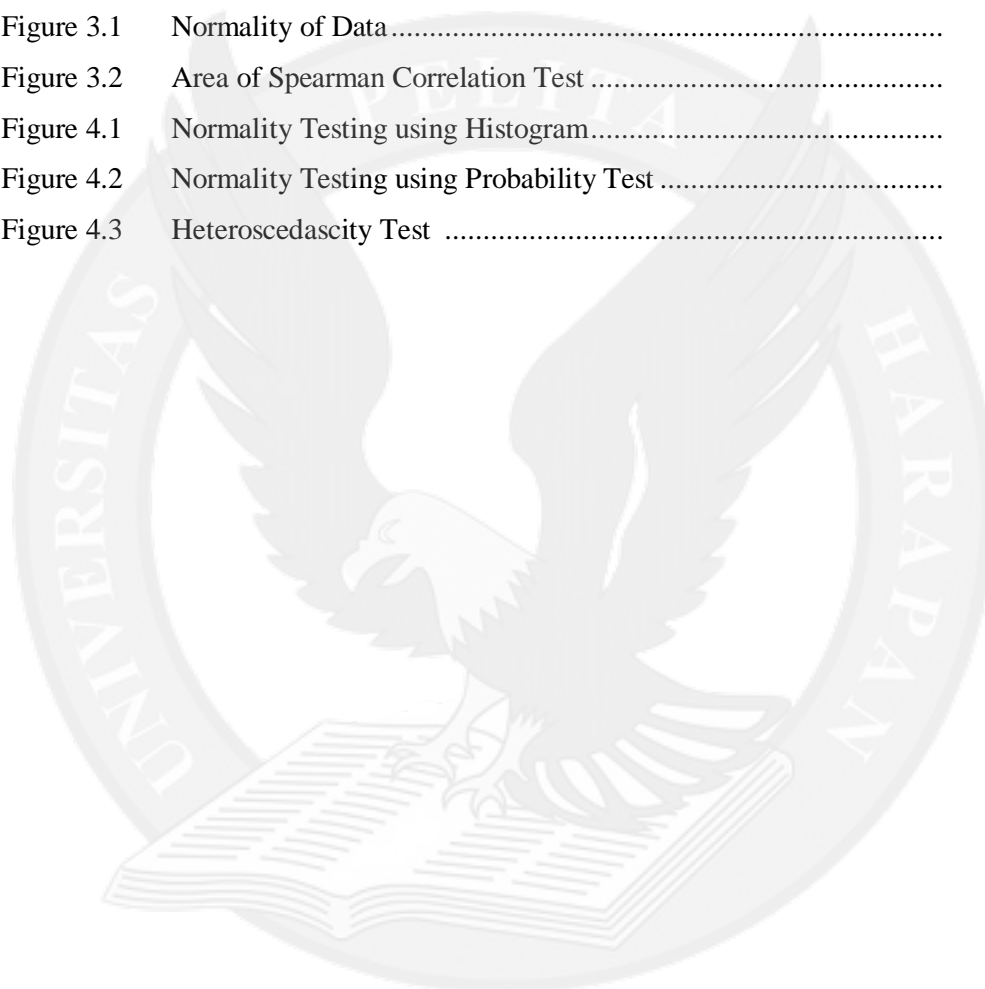 Figure 3.1 Normality of Data........................................................................
Figure 3.2 Area of Spearman Correlation Test ..............................................
Figure 4.1 Normality Testing using Histogram..............................................
Figure 4.2 Normality Testing using Probability Test .....................................
Figure 4.3 Heteroscedascity Test .................................................................
UNIVERSITAS PELITA HARAPAN